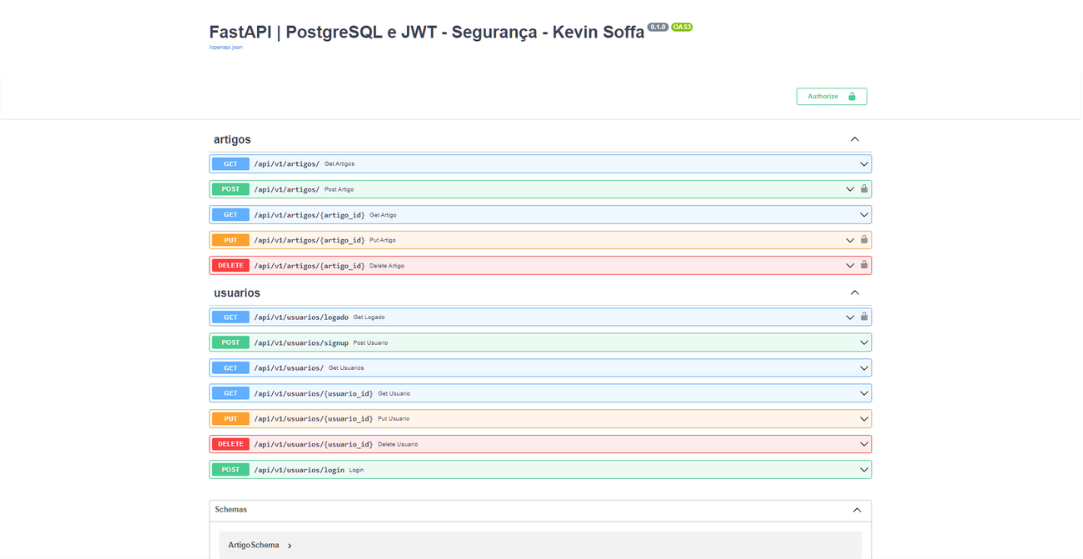 FastAPI | PostgreSQL e JWT - Segurança - Kevin Soffa 0.1.0 OAS3
/openapi.json
Authorize
artigos
GET /api/v1/artigos/ Get Artigos
POST /api/v1/artigos/ Post Artigo
GET /api/v1/artigos/{artigo_id} Get Artigo
PUT /api/v1/artigos/{artigo_id} Put Artigo
DELETE /api/v1/artigos/{artigo_id} Delete Artigo
usuarios
GET /api/v1/usuarios/logado Get Logado
POST /api/v1/usuarios/signup Post Usuario
GET /api/v1/usuarios/ Get Usuarios
GET /api/v1/usuarios/{usuario_id} Get Usuario
PUT /api/v1/usuarios/{usuario_id} Put Usuario
DELETE /api/v1/usuarios/{usuario_id} Delete Usuario
POST /api/v1/usuarios/login Login
Schemas
ArtigoSchema